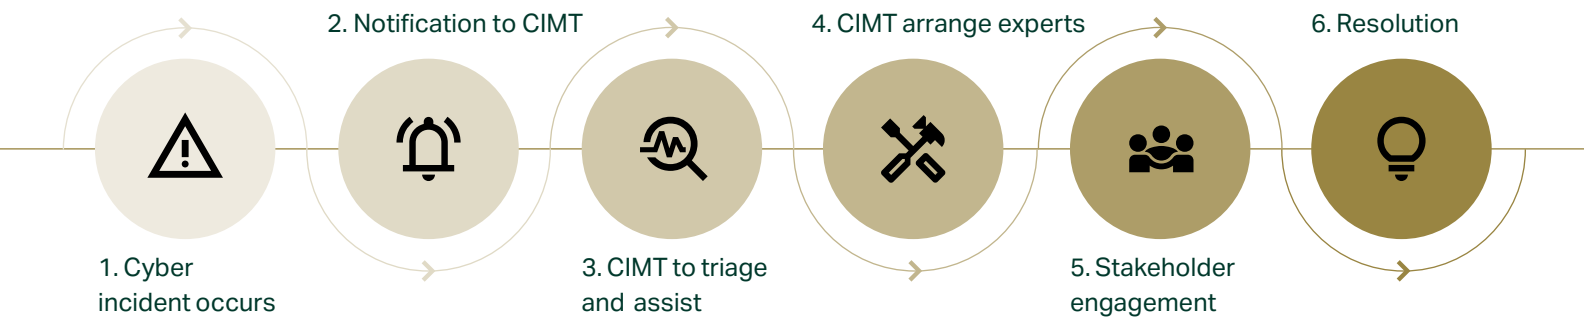 1. Cyber
incident occurs
2. Notification to CIMT
3. CIMT to triage
and assist
4. CIMT arrange experts
5. Stakeholder
engagement
6. Resolution